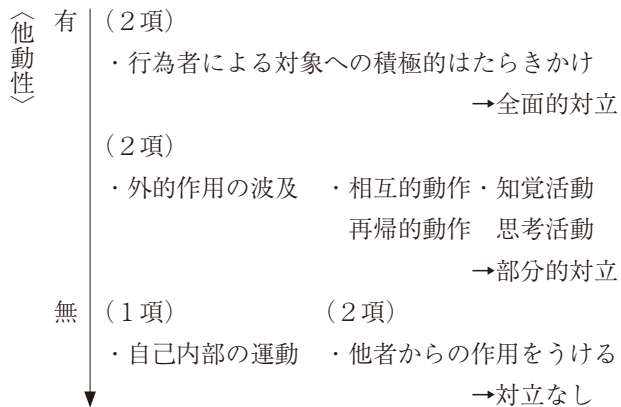 〈他動性〉
有 (2項)
・行為者による対象への積極的はたらきかけ
→全面的対立
(2項)
・外的作用の波及 ・相互的動作・知覚活動
再帰的動作 思考活動
→部分的対立
無 (1項) (2項)
・自己内部の運動 ・他者からの作用をうける
→対立なし